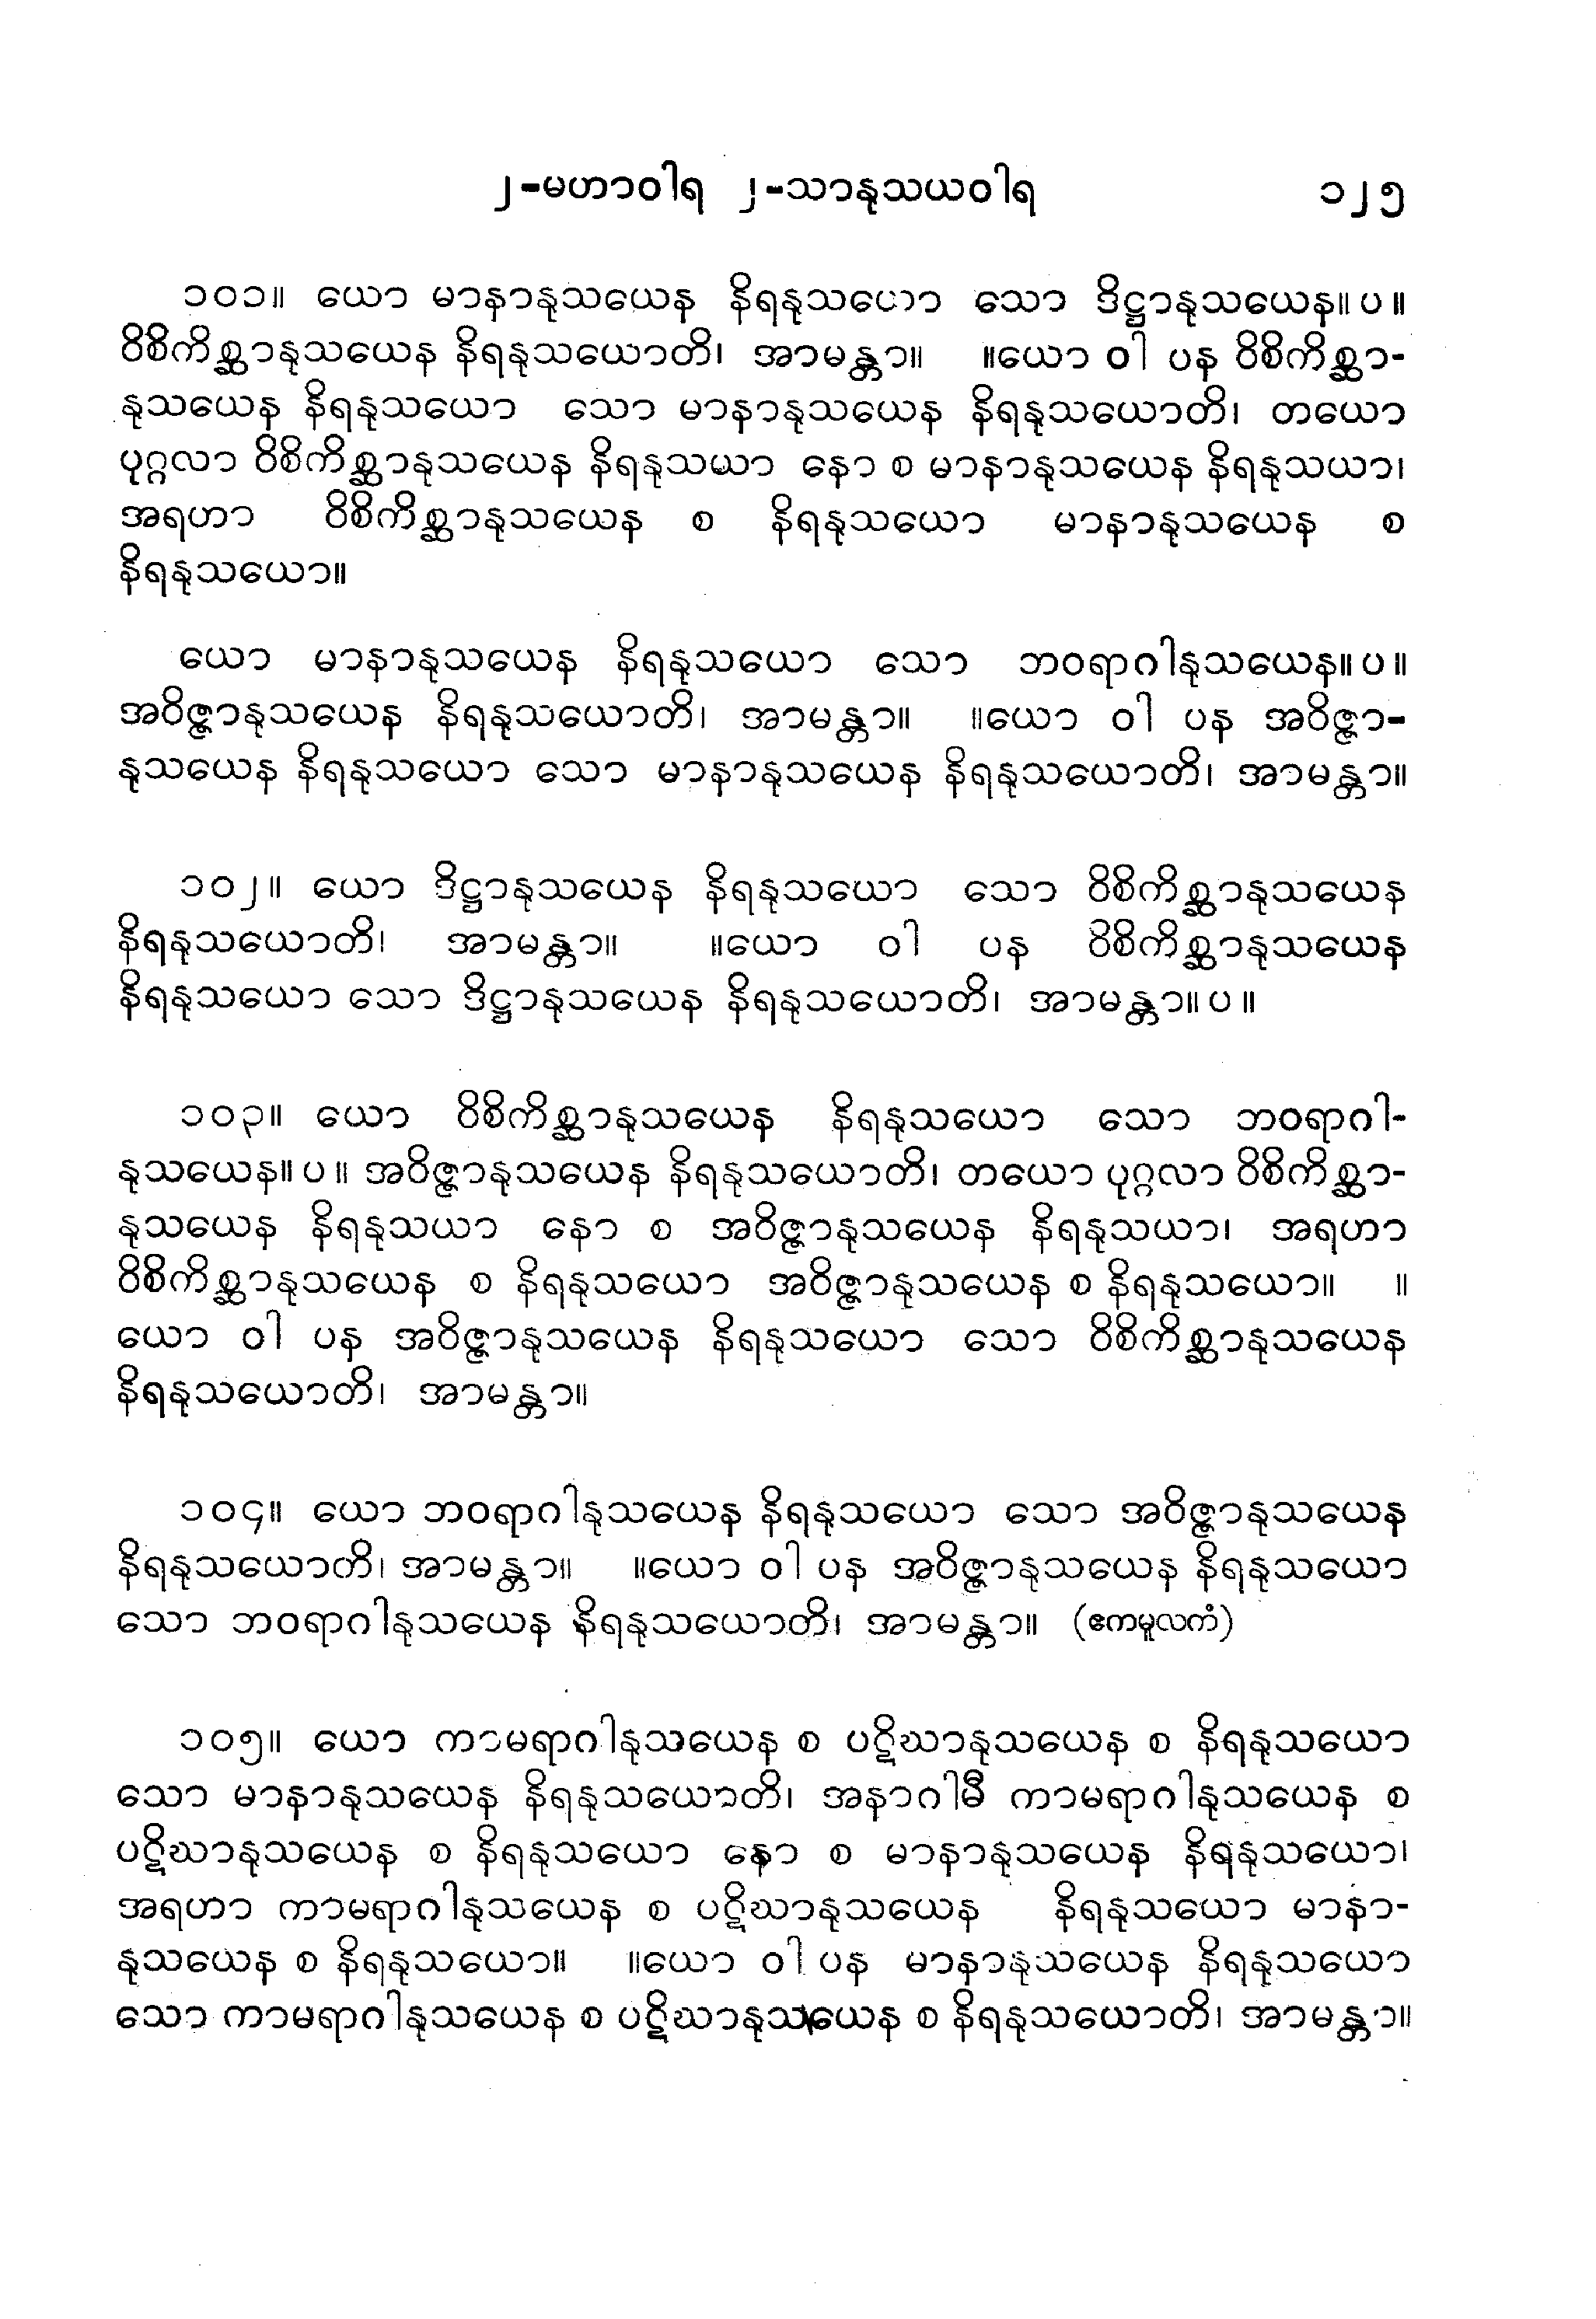 ၂-မဟာဝါရ ၂-သာနုသယဝါရ ၁၂၅
၁၀၁။ ယော မာနာနုသယေန နိရနုသယော သော ဒိဋ္ဌာနုသယေန။ပ။
ဝိစိကိစ္ဆာနုသယေန နိရနုသယောတိ၊ အာမန္တာ။ ။ယော ဝါ ပန ဝိစိကိစ္ဆာ-
နုသယေန နိရနုသယော သော မာနာနုသယေန နိရနုသယောတိ၊ တယော
ပုဂ္ဂလာ ဝိစိကိစ္ဆာနုသယေန နိရနုသယာ နော စ မာနာနုသယေန နိရနုသယာ၊
အရဟာ ဝိစိကိစ္ဆာနုသယေန စ နိရနုသယော မာနာနုသယေန စ
နိရနုသယော။
ယော မာနာနုသယေန နိရနုသယော သော ဘဝရာဂါနုသယေန။ပ။
အဝိဇ္ဇာနုသယေန နိရနုသယောတိ၊ အာမန္တာ။ ။ယော ဝါ ပန အဝိဇ္ဇာ-
နုသယေန နိရနုသယော သော မာနာနုသယေန နိရနုသယောတိ၊ အာမန္တာ။
၁၀၂။ ယော ဒိဋ္ဌာနုသယေန နိရနုသယော သော ဝိစိကိစ္ဆာနုသယေန
နိရနုသယောတိ၊ အာမန္တာ။ ။ယော ဝါ ပန ဝိစိကိစ္ဆာနုသယေန
နိရနုသယော သော ဒိဋ္ဌာနုသယေန နိရနုသယောတိ၊ အာမန္တာ။ပ။
၁၀၃။ ယော ဝိစိကိစ္ဆာနုသယေန နိရနုသယော သော ဘဝရာဂါ-
နုသယေန။ပ။ အဝိဇ္ဇာနုသယေန နိရနုသယောတိ၊ တယော ပုဂ္ဂလာ ဝိစိကိစ္ဆာ-
နုသယေန နိရနုသယာ နော စ အဝိဇ္ဇာနုသယေန နိရနုသယာ၊ အရဟာ
ဝိစိကိစ္ဆာနုသယေန စ နိရနုသယော အဝိဇ္ဇာနုသယေန စ နိရနုသယော။ ။
ယော ဝါ ပန အဝိဇ္ဇာနုသယေန နိရနုသယော သော ဝိစိကိစ္ဆာနုသယေန
နိရနုသယောတိ၊ အာမန္တာ။
၁၀၄။ ယော ဘဝရာဂါနုသယေန နိရနုသယော သော အဝိဇ္ဇာနုသယေန
နိရနုသယောတိ၊ အာမန္တာ။ ။ယော ဝါ ပန အဝိဇ္ဇာနုသယေန နိရနုသယော
သော ဘဝရာဂါနုသယေန နိရနုသယောတိ၊ အာမန္တာ။ (ဧကမူလကံ)
၁၀၅။ ယော ကာမရာဂါနုသယေန စ ပဋိဃာနုသယေန စ နိရနုသယော
သော မာနာနုသယေန နိရနုသယောတိ၊ အနာဂါမီ ကာမရာဂါနုသယေန စ
ပဋိဃာနုသယေန စ နိရနုသယော နော စ မာနာနုသယေန နိရနုသယော၊
အရဟာ ကာမရာဂါနုသယေန စ ပဋိဃာနုသယေန နိရနုသယော မာနာ-
နုသယေန စ နိရနုသယော။ ။ယော ဝါ ပန မာနာနုသယေန နိရနုသယော
သော ကာမရာဂါနုသယေန စ ပဋိဃာနုသယေန စ နိရနုသယောတိ၊ အာမန္တာ။